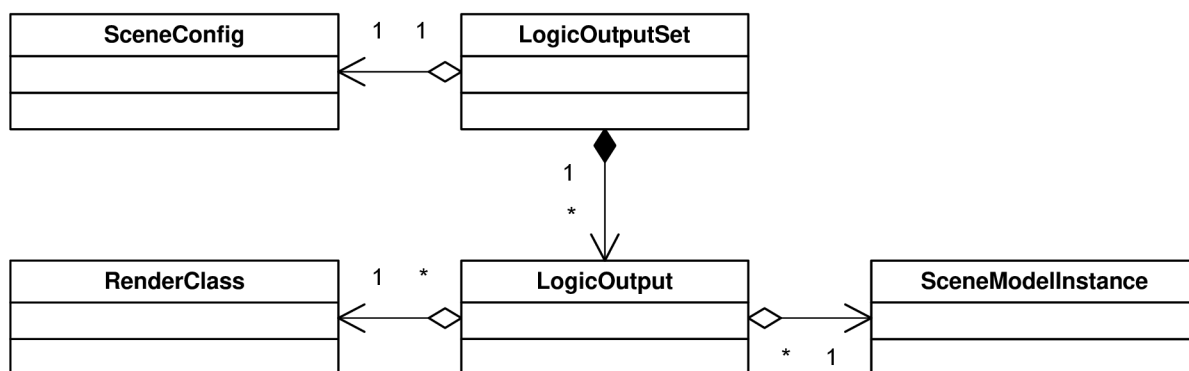 SceneConfig 1 1 LogicOutputSet
1
*
RenderClass 1 * LogicOutput SceneModelInstance
* 1